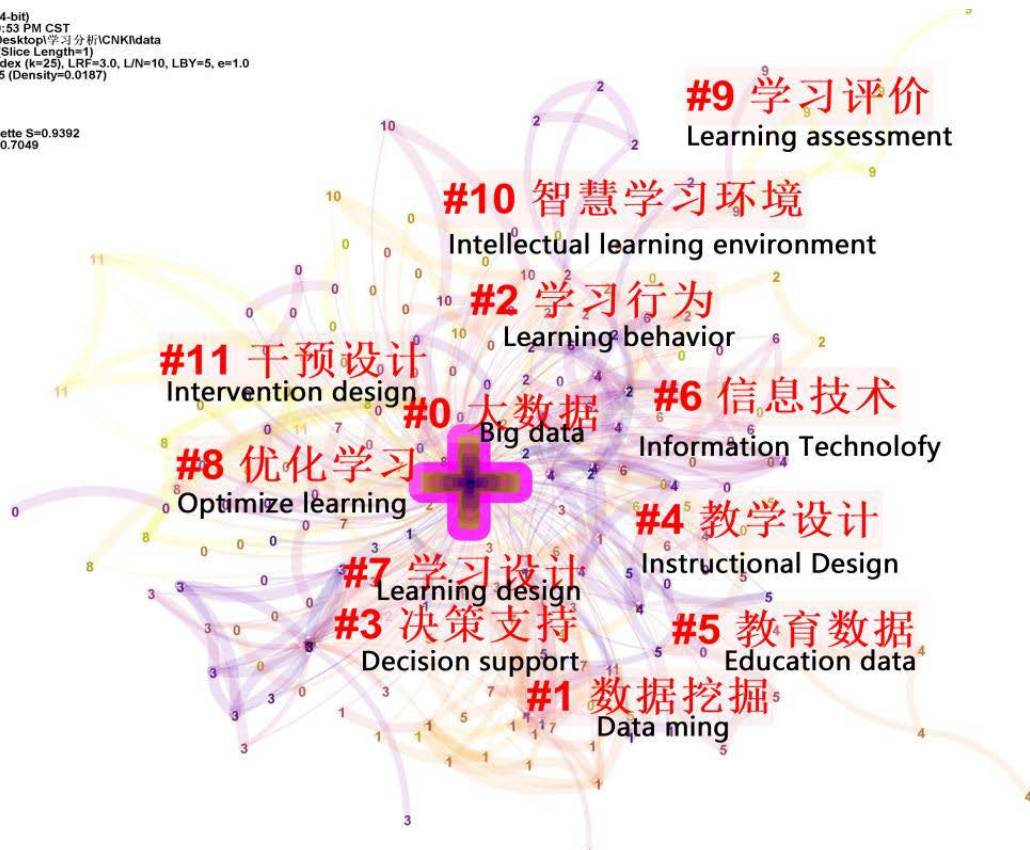 4-bit)
:53 PM CST
Desktop\学习分析\CNKI\data
(Slice Length=1)
dex (k=25), LRF=3.0, L/N=10, LBY=5, e=1.0
5 (Density=0.0187)
ette S=0.9392
0.7049
#9 学习评价
Learning assessment
#10 智慧学习环境
Intellectual learning environment
#2 学习行为
Learning behavior
#11 干预设计
Intervention design
#0 大数据
Big data
#6 信息技术
Information Technolofy
#8 优化学习
Optimize learning
#4 教学设计
Instructional Design
#7 学习设计
Learning design
#3 决策支持
Decision support
#5 教育数据
Education data
#1 数据挖掘
Data ming